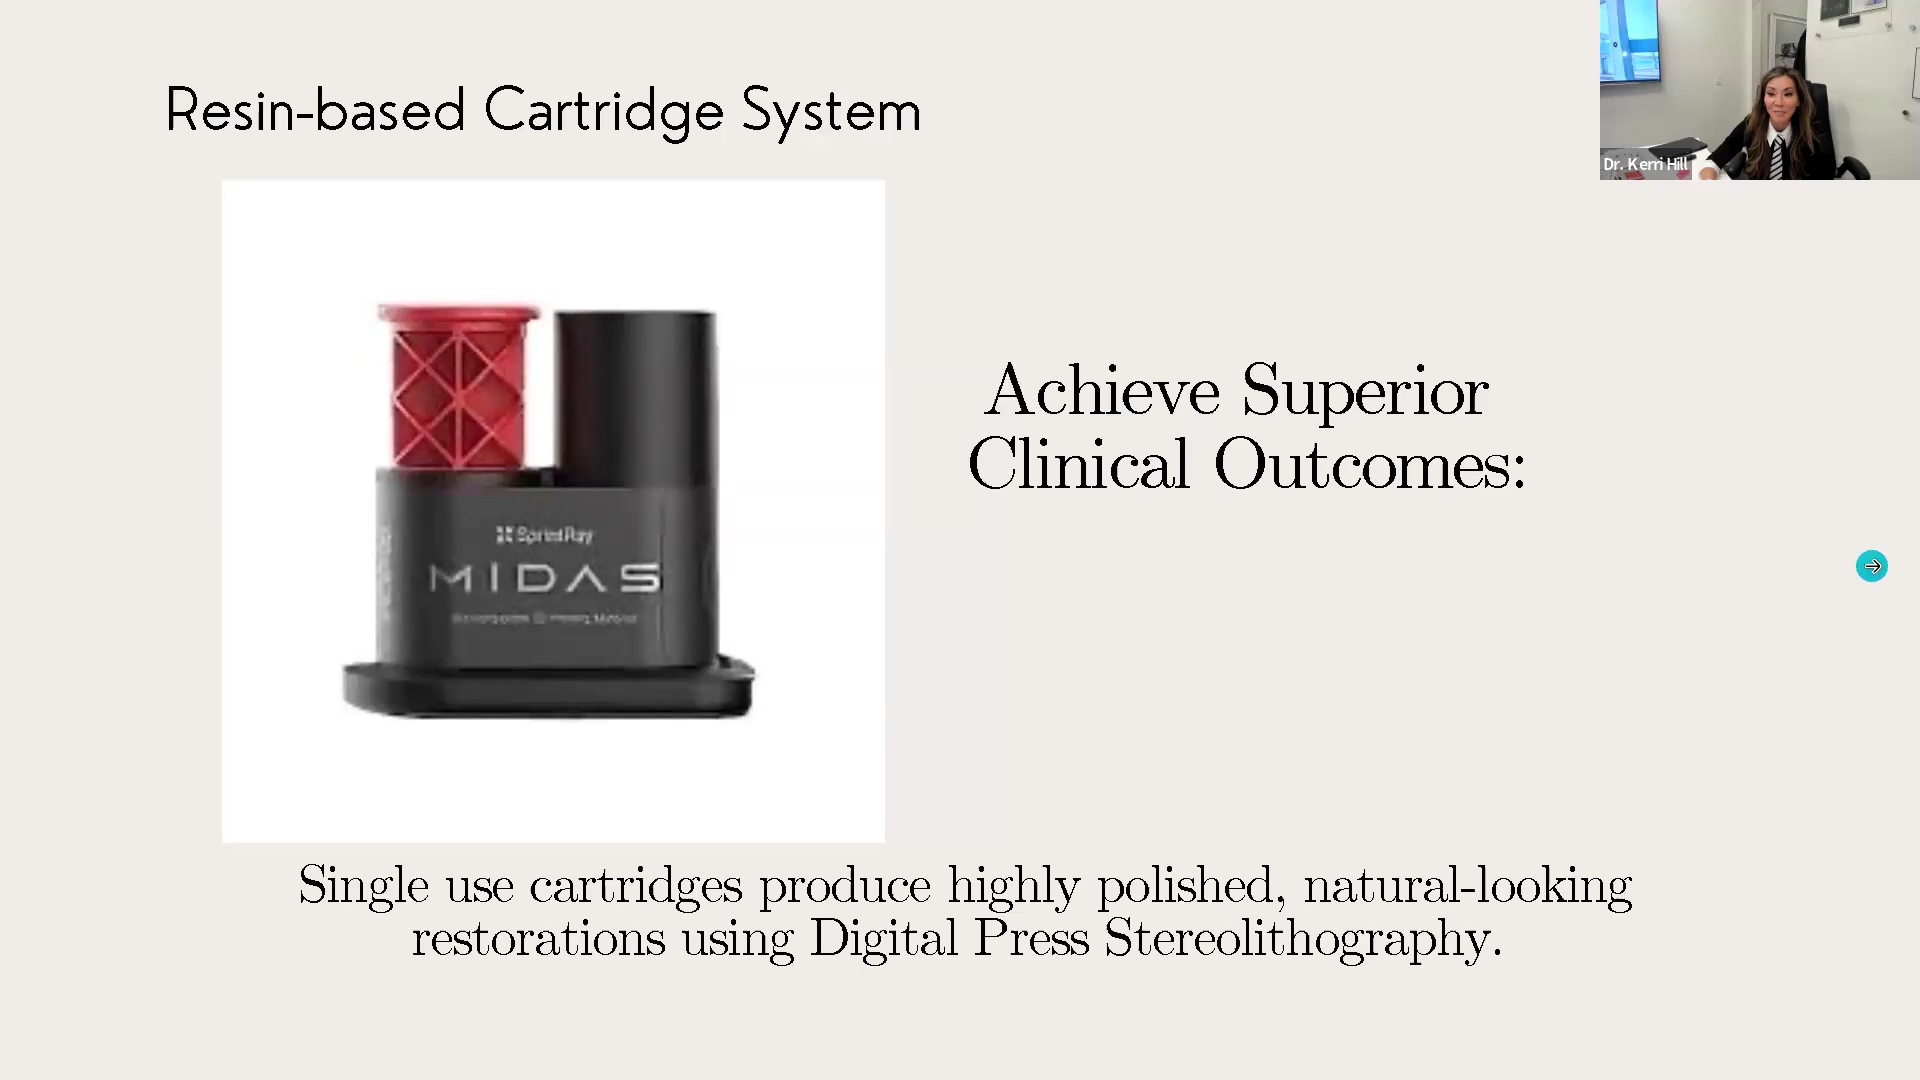 Resin-based Cartridge System
Dr. Kerri Hill
SprintRay
MIDAS
Achieve Superior
Clinical Outcomes:
Single use cartridges produce highly polished, natural-looking
restorations using Digital Press Stereolithography.